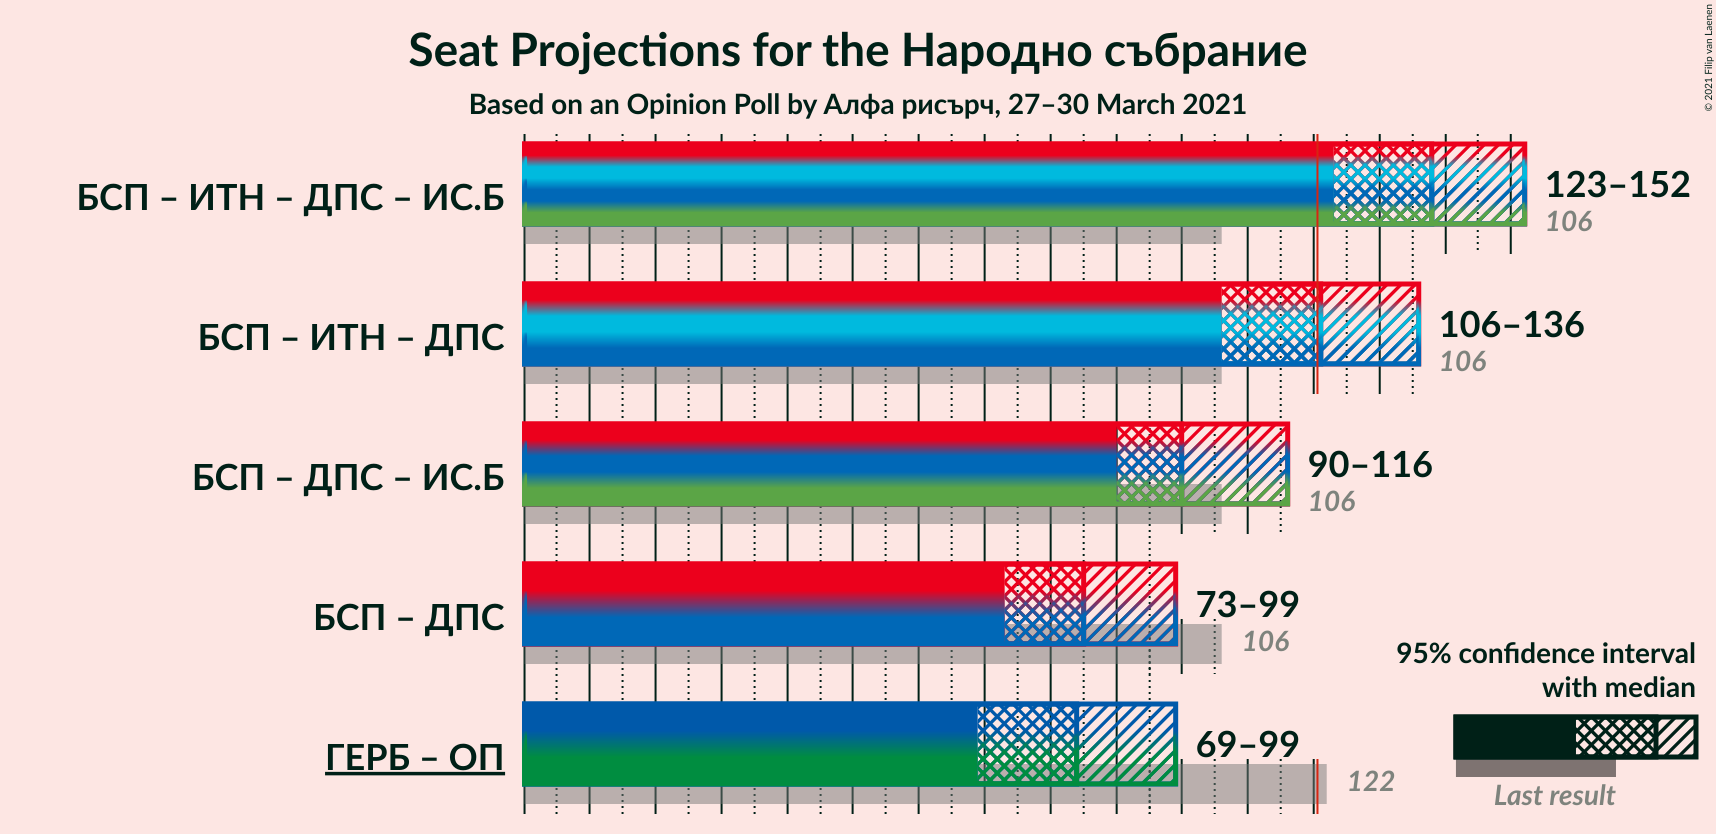 Seat Projections for the Народно събрание
Based on an Opinion Poll by Алфа рисърч, 27–30 March 2021
© 2021 Filip van Laenen
БСП – ИТН – ДПС – ИС.Б
123–152
106
БСП – ИТН – ДПС
106–136
106
БСП – ДПС – ИС.Б
90–116
106
БСП – ДПС
73–99
106
ГЕРБ – ОП
69–99
122
95% confidence interval
with median
Last result